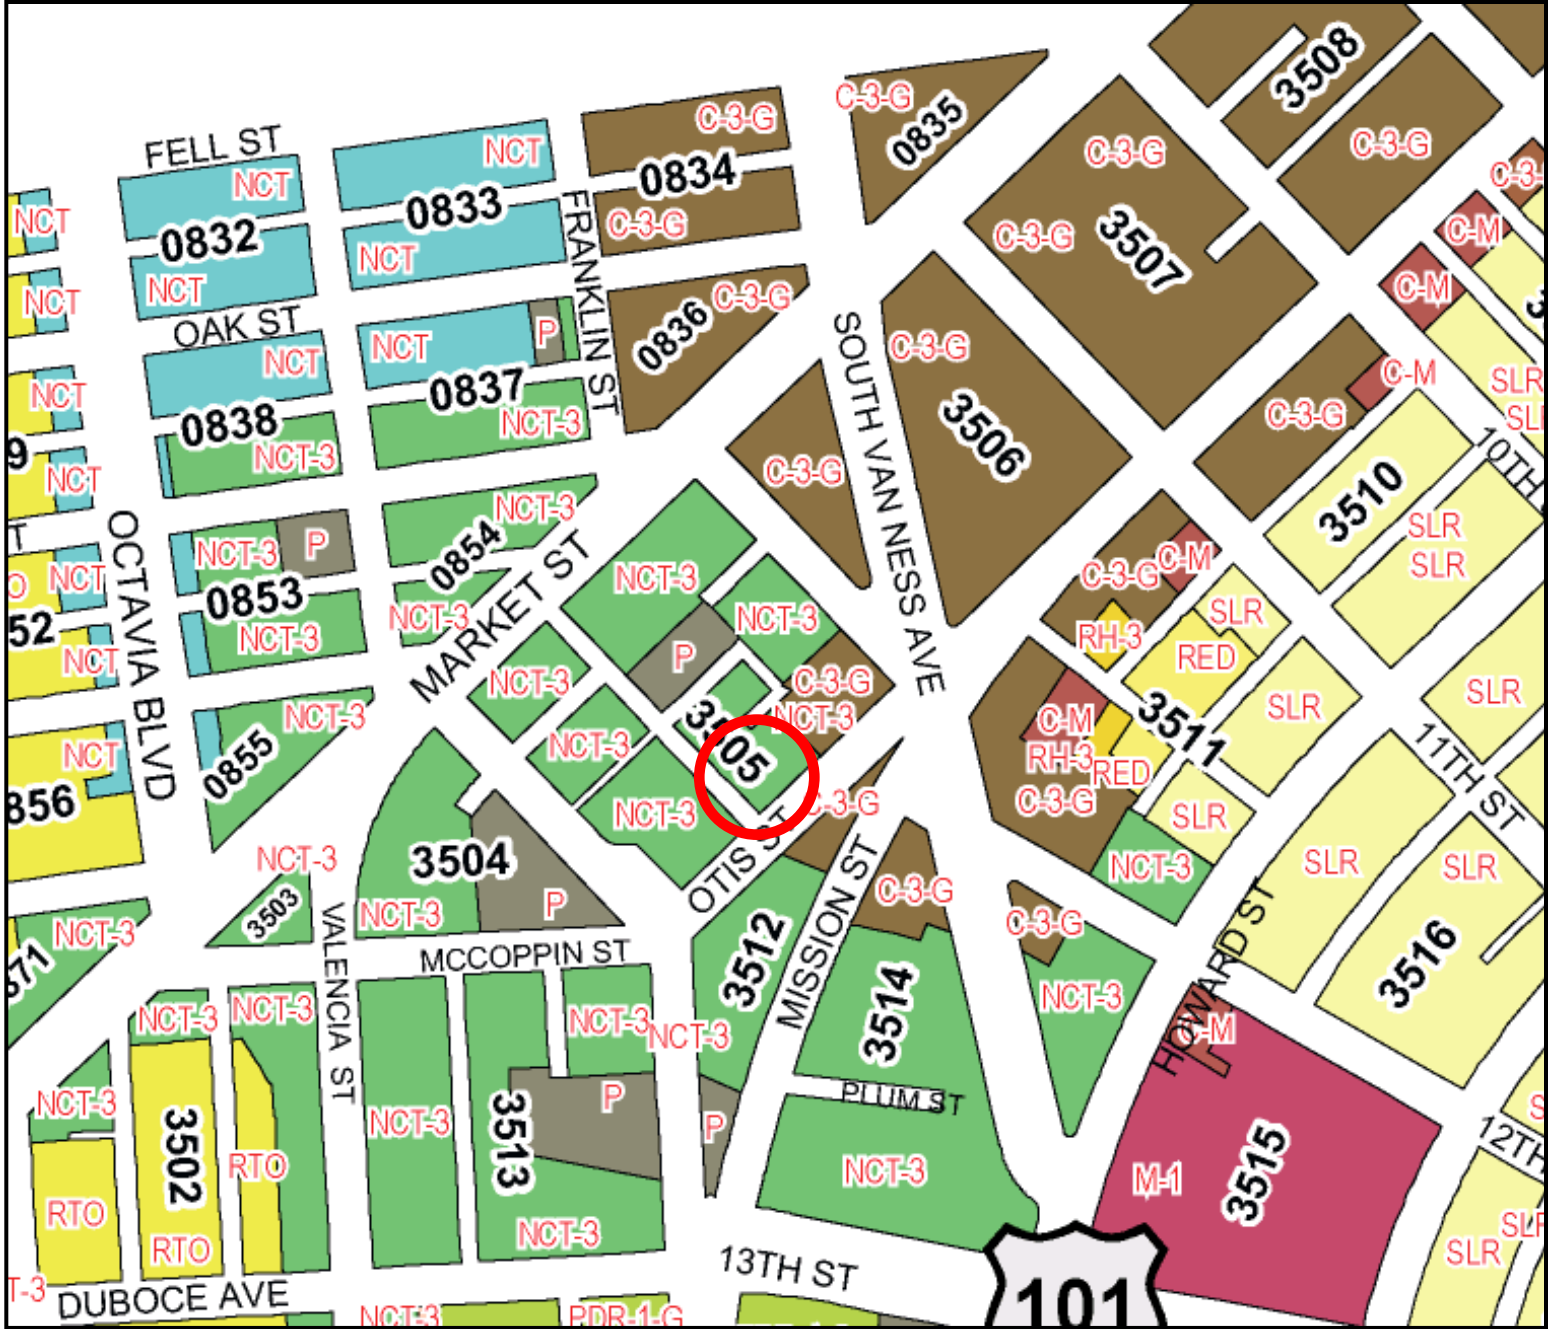 3508
C-3-G
C-3-G
0835
C-3-G
C-3-G
FELL ST
NCT
NCT
0834
NCT
0832
0833
FRANKLIN ST
C-3-G
C-3-G
3507
C-M
NCT
NCT
NCT
NCT
OAK ST
C-3-G
0836
C-M
P
SOUTH VAN NESS AVE
C-3-G
NCT
NCT
C-M
NCT
0837
SLR
0838
NCT-3
C-3-G
3506
NCT-3
C-3-G
NCT
10TH
3510
NCT-3
0854
OCTAVIA BLVD
NCT-3
P
MARKET ST
SLR
SLR
NCT
NCT-3
C-3-G
C-M
0853
NCT-3
NCT-3
SLR
52
NCT-3
RH-3
NCT
P
RED
NCT-3
C-3-G
SLR
NCT-3
NCT-3
3505
C-M
3511
SLR
NCT
0855
NCT-3
RH-3
RED
11TH ST
856
NCT-3
C-3-G
C-3-G
SLR
OTIS ST
MISSION ST
NCT-3
3504
NCT-3
SLR
SLR
3503
NCT-3
P
C-3-G
C-3-G
HOWARD ST
371
NCT-3
VALENCIA ST
MCCOPPIN ST
3512
3516
NCT-3
NCT-3
NCT-3
NCT-3
3514
NCT-3
C-M
NCT-3
P
PLUM ST
3502
NCT-3
3513
P
12TH
RTO
NCT-3
M-1
3515
RTO
RTO
NCT-3
SLR
T-3
DUBOCE AVE
13TH ST
101
NCT-3
PDR-1-G